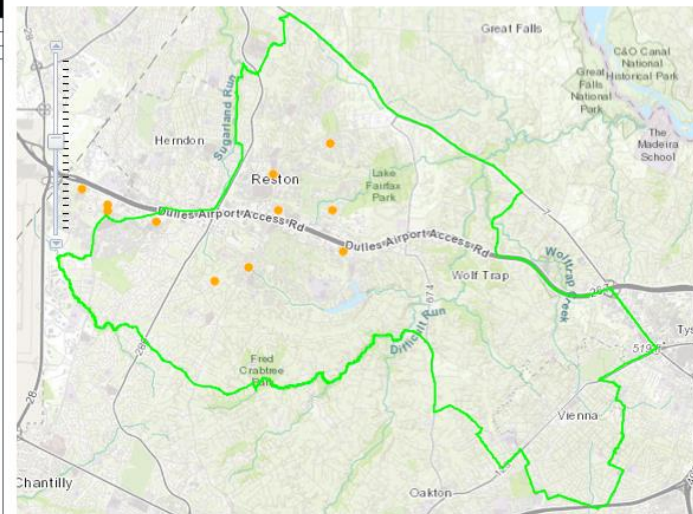 Great Falls
C&O Canal
National
Historical Park
Great
Falls
National
Park
The
Madeira
School
28
Herndon
Sugarland Run
Reston
Lake
Fairfax
Park
7
Dulles Airport Access Rd
Dulles Airport Access Rd
Wolf Trap
Wolftrap Creek
267
674
Difficult Run
286
28
Fred
Crabtree
Park
Vienna
Chantilly
Oakton